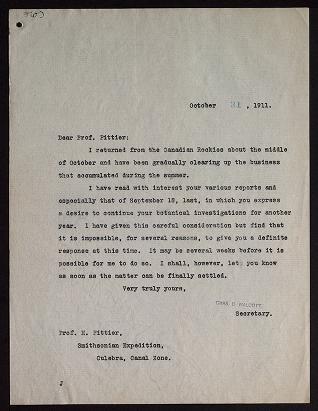 October 31, 1911.
Dear Prof. Pittier:
I returned from the Canadian Rockies about the middle
of October and have been gradually clearing up the business
that accumulated during the summer.
I have read with interest your various reports and
especially that of September 18, last, in which you express
a desire to continue your botanical investigations for another
year. I have given this careful consideration but find that
it is impossible, for several reasons, to give you a definite
response at this time. It may be several weeks before it is
possible for me to do so. I shall, however, let you know
as soon as the matter can be finally settled.
Very truly yours,
CHAS. D. WALCOTT
Secretary.
Prof. H. Pittier,
Smithsonian Expedition,
Culebra, Canal Zone.